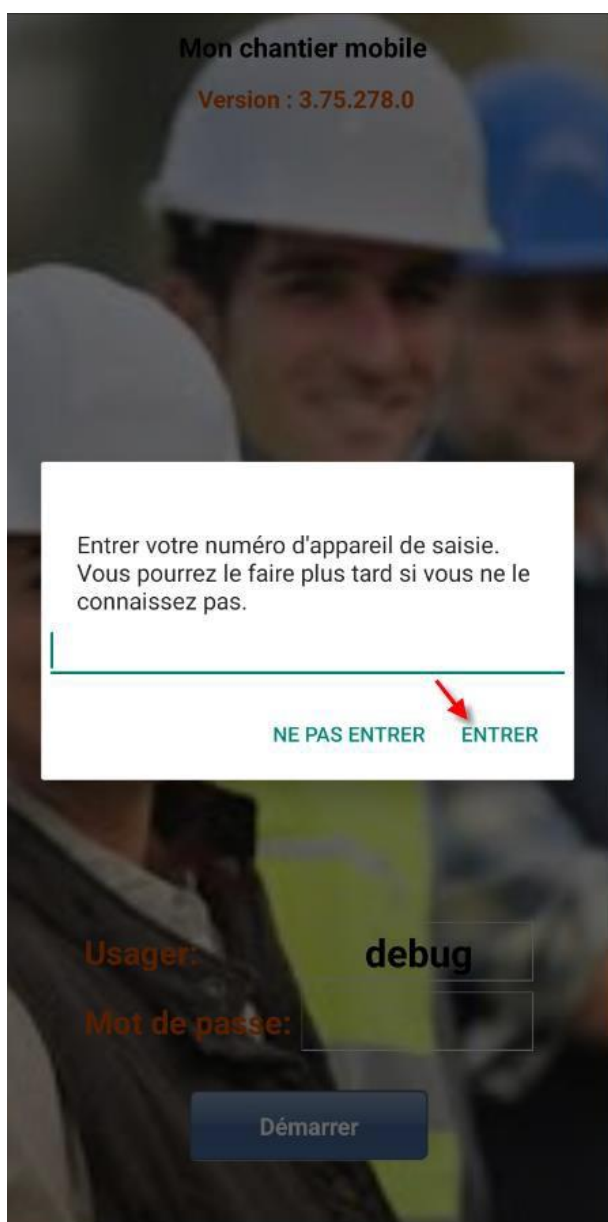 Mon chantier mobile
Version : 3.75.278.0
Entrer votre numéro d'appareil de saisie.
Vous pourrez le faire plus tard si vous ne le
connaissez pas.
NE PAS ENTRER ENTRER
Usager: debug
Mot de passe:
Démarrer